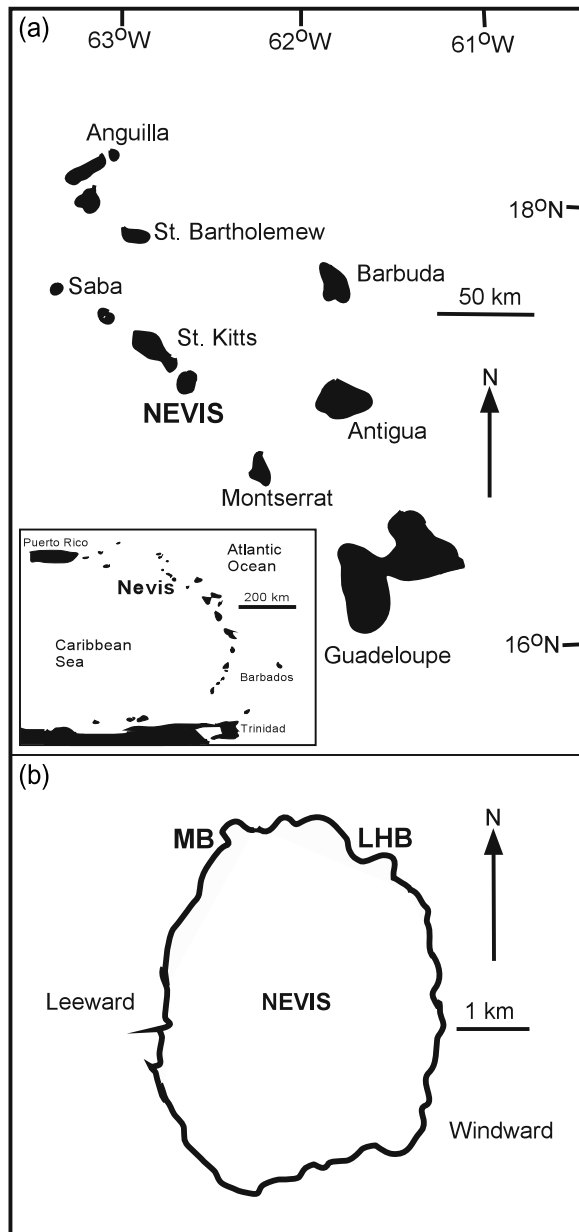 (a)
63°W 62°W 61°W
Anguilla
18°N
St. Bartholemew
Barbuda
Saba
50 km
St. Kitts
N
NEVIS
Antigua
Montserrat
Puerto Rico
Atlantic
Ocean
Nevis
200 km
Caribbean
Sea
Barbados
Trinidad
Guadeloupe
16°N
(b)
MB LHB
N
Leeward
NEVIS
1 km
Windward